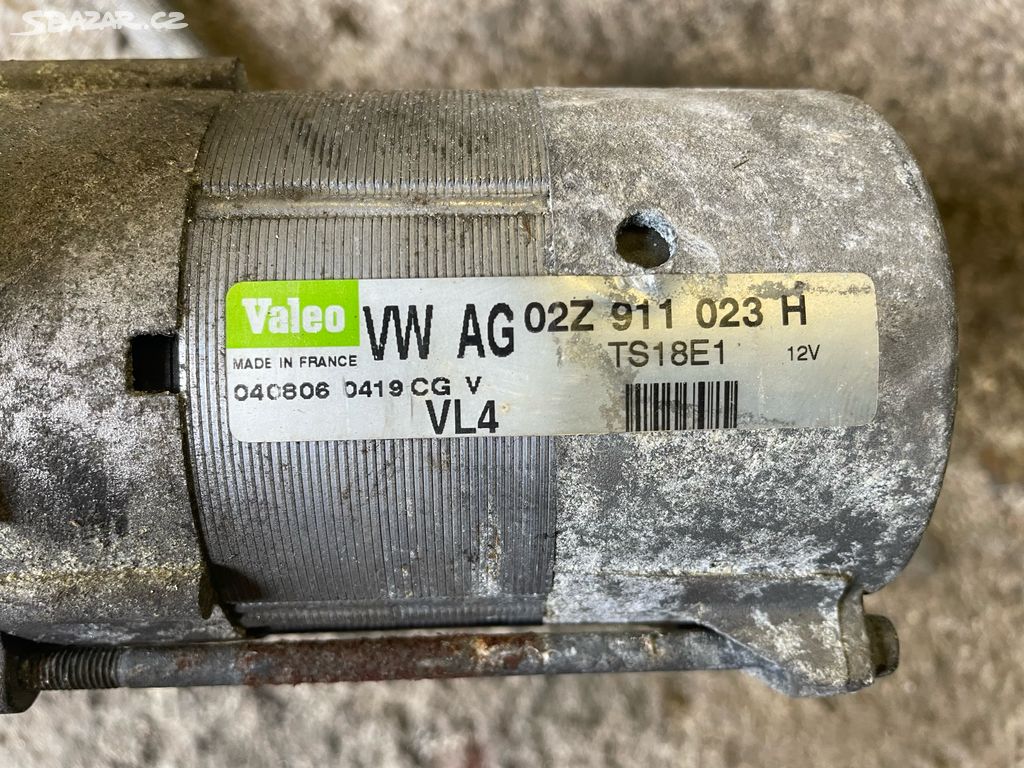 SBAZAR.CZ
Valeo VW AG 02Z 911 023 H
MADE IN FRANCE TS18E1 12V
040806 0419 CG V
VL4